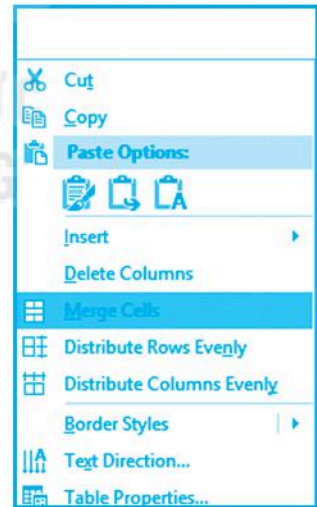 Cut
Copy
Paste Options:
Insert
Delete Columns
Merge Cells
Distribute Rows Evenly
Distribute Columns Evenly
Border Styles
Text Direction...
Table Properties...